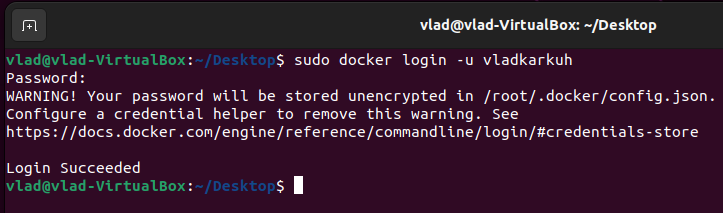 vlad@vlad-VirtualBox: ~/Desktop
vlad@vlad-VirtualBox:~/Desktop$ sudo docker login -u vladkarkuh
Password:
WARNING! Your password will be stored unencrypted in /root/.docker/config.json.
Configure a credential helper to remove this warning. See
https://docs.docker.com/engine/reference/commandline/login/#credentials-store
Login Succeeded
vlad@vlad-VirtualBox:~/Desktop$